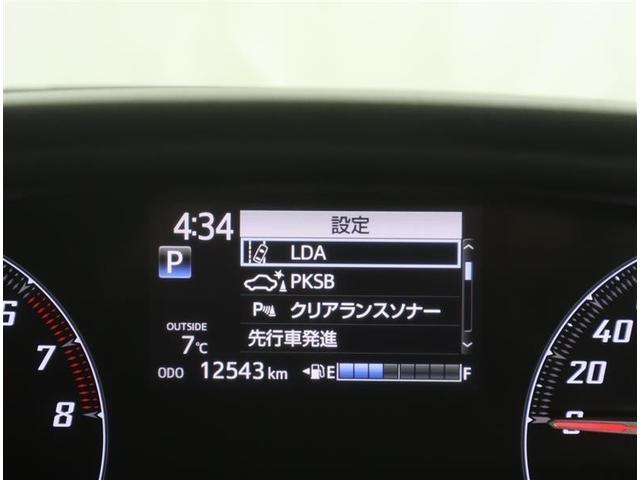 4:34
設定
LDA
P
PKSB
P クリアランスソナー
OUTSIDE
7℃
先行車発進
ODO 12543 km
E F
6
7
8
40
20
0